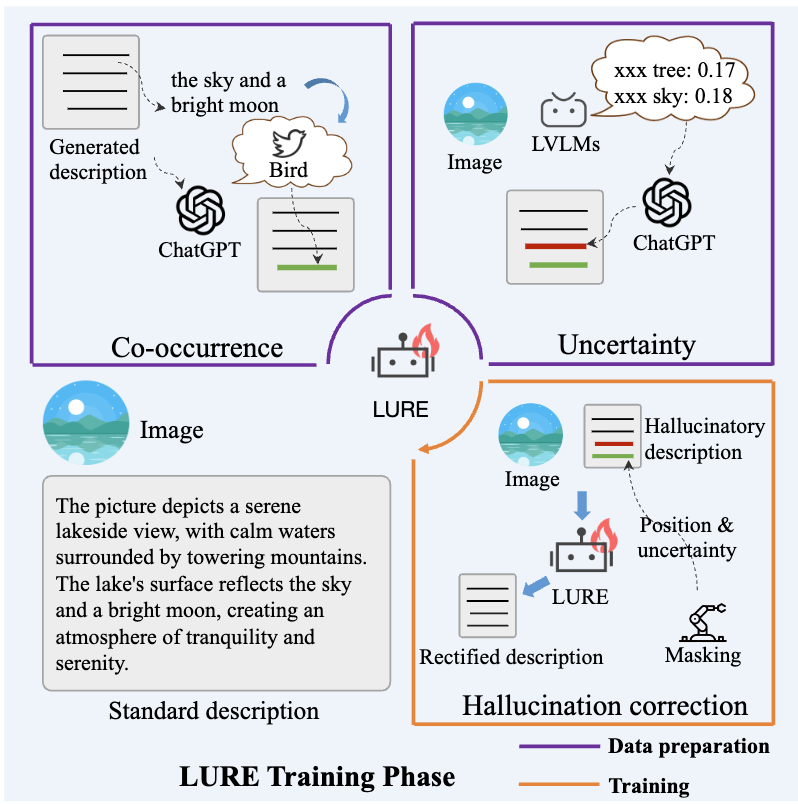 the sky and a
bright moon
Generated
description
Bird
ChatGPT
Co-occurrence
xxx tree: 0.17
xxx sky: 0.18
Image
LVLMs
ChatGPT
Uncertainty
LURE
Image
The picture depicts a serene
lakeside view, with calm waters
surrounded by towering mountains.
The lake's surface reflects the sky
and a bright moon, creating an
atmosphere of tranquility and
serenity.
Standard description
Image
Hallucinatory
description
Position &
uncertainty
LURE
Rectified description
Masking
Hallucination correction
LURE Training Phase
Data preparation
Training